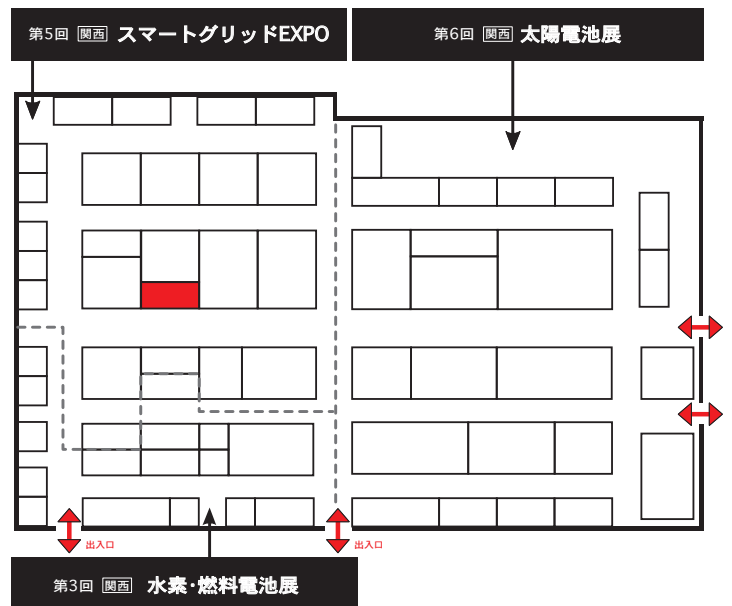 第5回 関西 スマートグリッドEXPO
第6回 関西 太陽電池展
出入口
出入口
第3回 関西 水素・燃料電池展